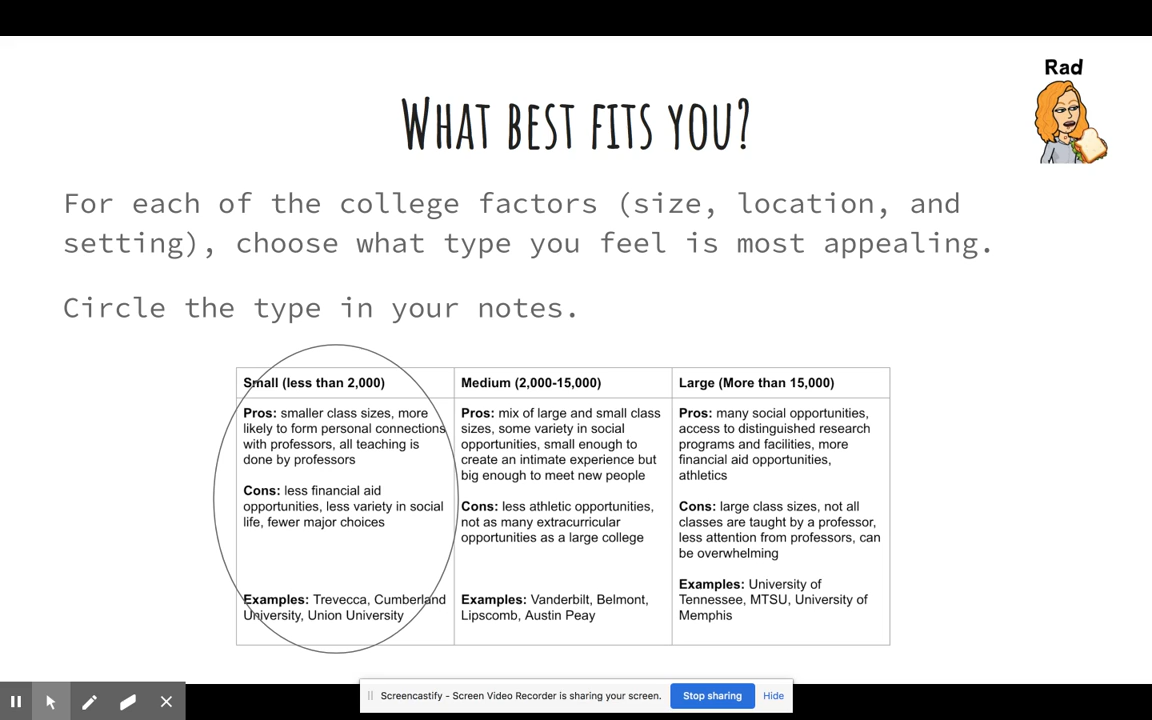 Rad
WHAT BEST FITS YOU?
For each of the college factors (size, location, and
setting), choose what type you feel is most appealing.
Circle the type in your notes.
Small (less than 2,000)
Pros: smaller class sizes, more
likely to form personal connections
with professors, all teaching is
done by professors
Cons: less financial aid
opportunities, less variety in social
life, fewer major choices
Examples: Trevecca, Cumberland
University, Union University
Medium (2,000-15,000)
Pros: mix of large and small class
sizes, some variety in social
opportunities, small enough to
create an intimate experience but
big enough to meet new people
Cons: less athletic opportunities,
not as many extracurricular
opportunities as a large college
Examples: Vanderbilt, Belmont,
Lipscomb, Austin Peay
Large (More than 15,000)
Pros: many social opportunities,
access to distinguished research
programs and facilities, more
financial aid opportunities,
athletics
Cons: large class sizes, not all
classes are taught by a professor,
less attention from professors, can
be overwhelming
Examples: University of
Tennessee, MTSU, University of
Memphis
Screencastify - Screen Video Recorder is sharing your screen.
Stop sharing
Hide